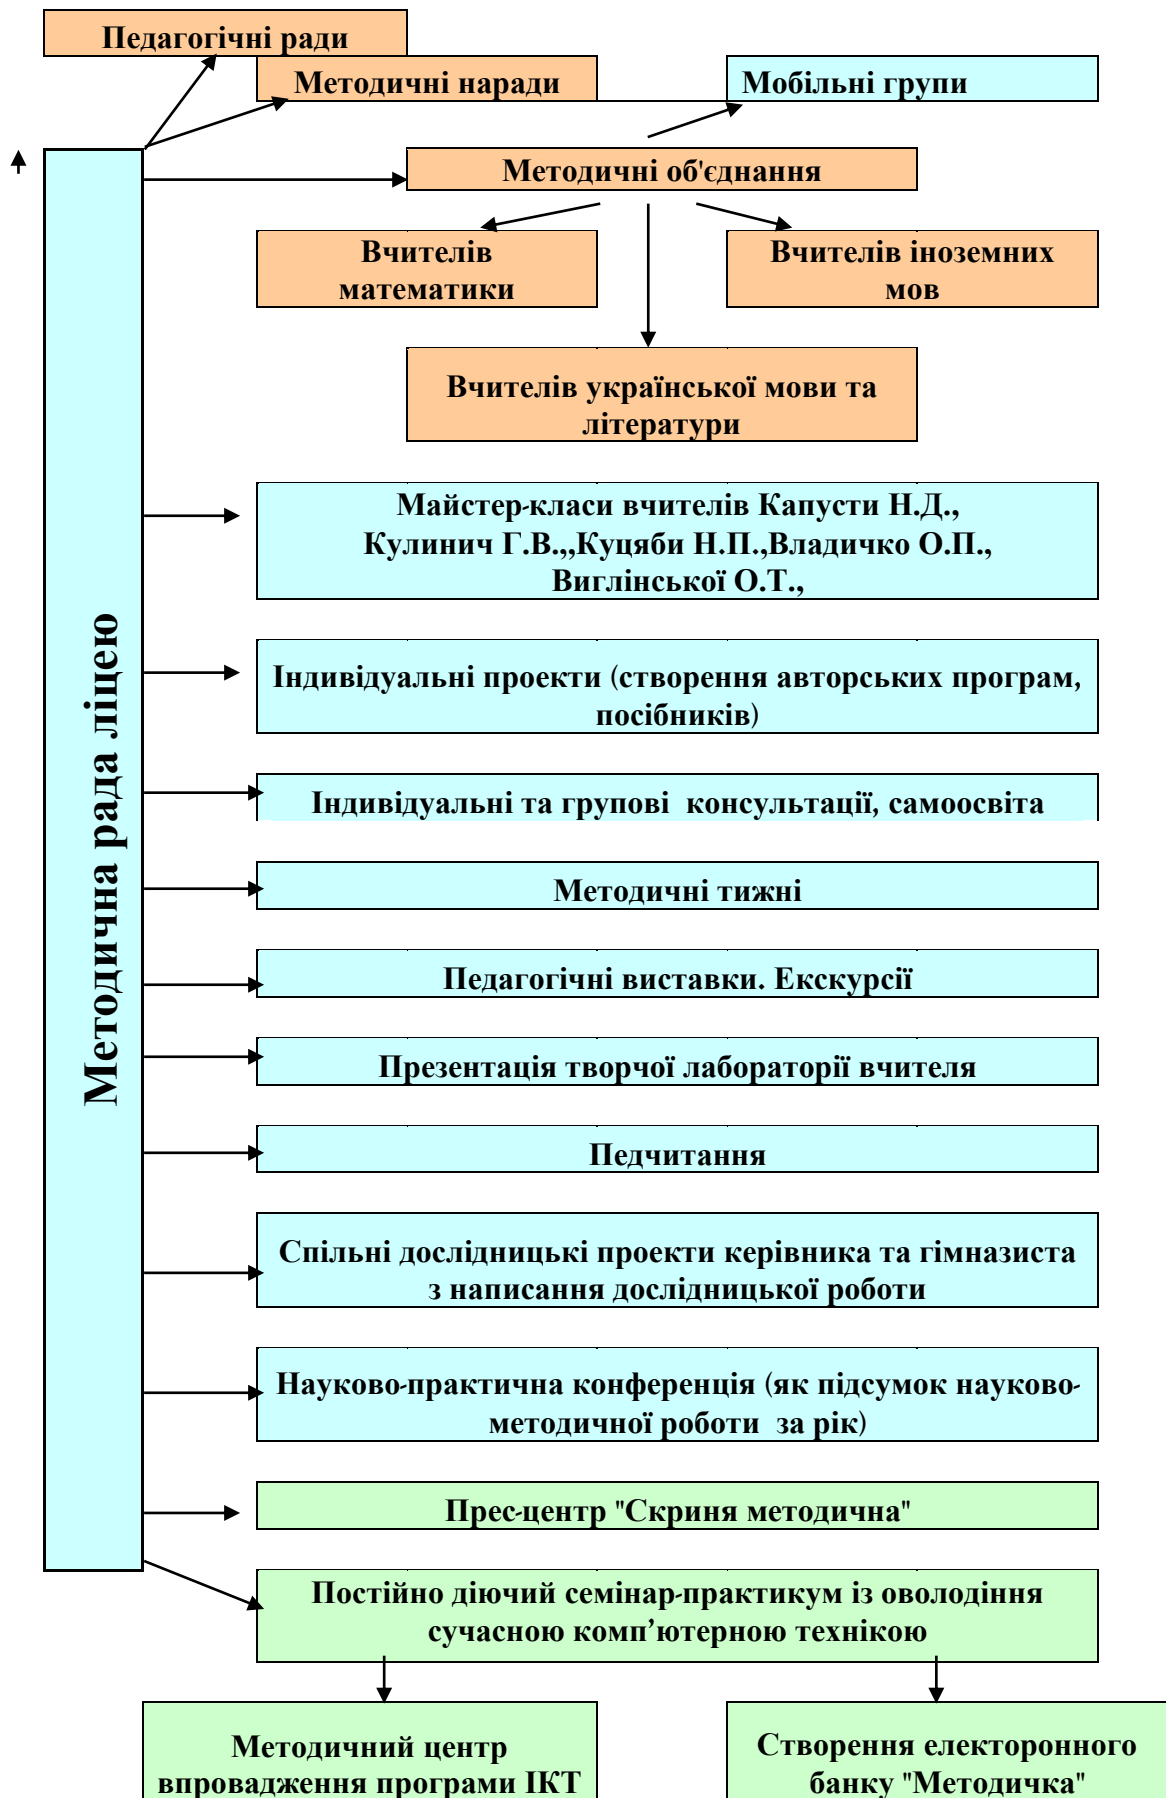 Педагогічні ради
Методичні наради
Мобільні групи
Методичні об'єднання
Вчителів
математики
Вчителів іноземних
мов
Вчителів української мови та
літератури
Методична рада ліцею
Майстер-класи вчителів Капусти Н.Д.,
Кулинич Г.В.,,Куцяби Н.П.,Владичко О.П.,
Виглінської О.Т.,
Індивідуальні проекти (створення авторських програм,
посібників)
Індивідуальні та групові  консультації, самоосвіта
Методичні тижні
Педагогічні виставки. Екскурсії
Презентація творчої лабораторії вчителя
Педчитання
Спільні дослідницькі проекти керівника та гімназиста
з написання дослідницької роботи
Науково-практична конференція (як підсумок науково-
методичної роботи  за рік)
Прес-центр "Скриня методична"
Постійно діючий семінар-практикум із оволодіння
сучасною комп’ютерною технікою
Методичний центр
впровадження програми ІКТ
Створення електоронного
банку "Методичка"